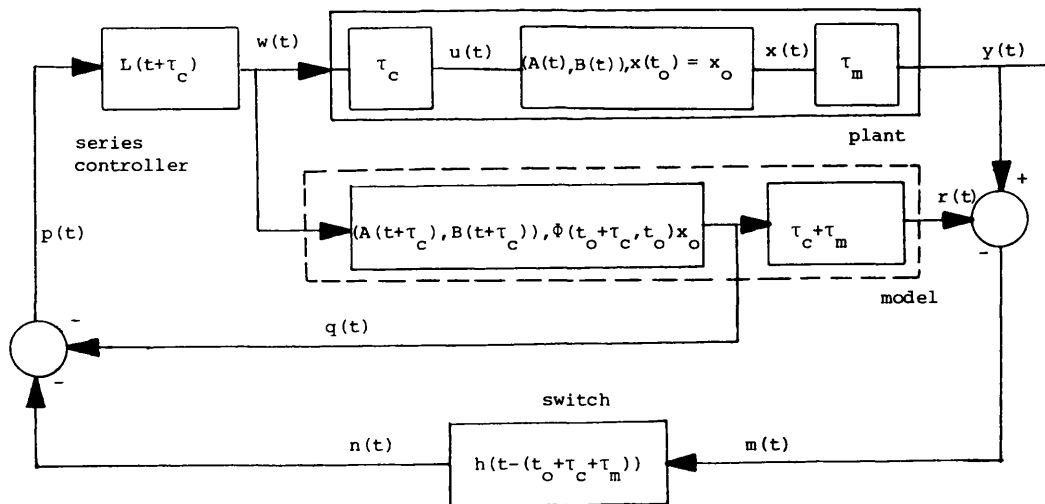 w(t)
L(t+τc)
τc
u(t)
(A(t),B(t)),x(to) = xo
x(t)
τm
y(t)
series
controller
plant
+
r(t)
p(t)
(A(t+τc),B(t+τc)),Φ(to+τc,to)xo
τc+τm
-
model
-
q(t)
-
switch
n(t)
h(t-(to+τc+τm))
m(t)